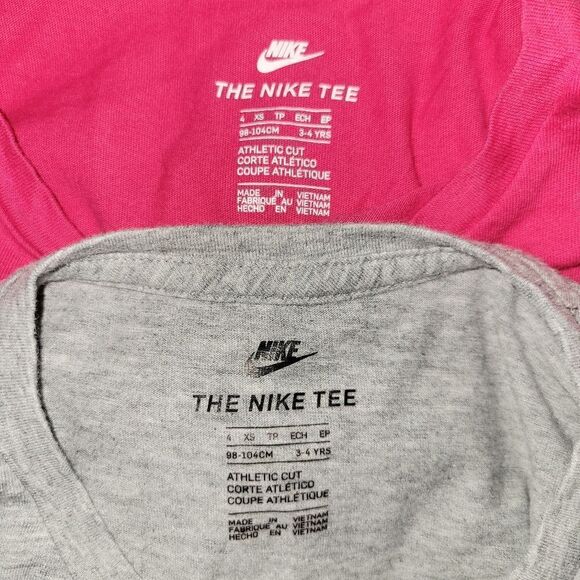 NIKE
THE NIKE TEE
4 XS TP ECH EP
98-104CM 3-4 YRS
ATHLETIC CUT
CORTE ATLÉTICO
COUPE ATHLÉTIQUE
MADE IN VIETNAM
FABRIQUÉ AU VIETNAM
HECHO EN VIETNAM
NIKE
THE NIKE TEE
4 XS TP ECH EP
98-104CM 3-4 YRS
ATHLETIC CUT
CORTE ATLÉTICO
COUPE ATHLÉTIQUE
MADE IN VIETNAM
FABRIQUÉ AU VIETNAM
HECHO EN VIETNAM